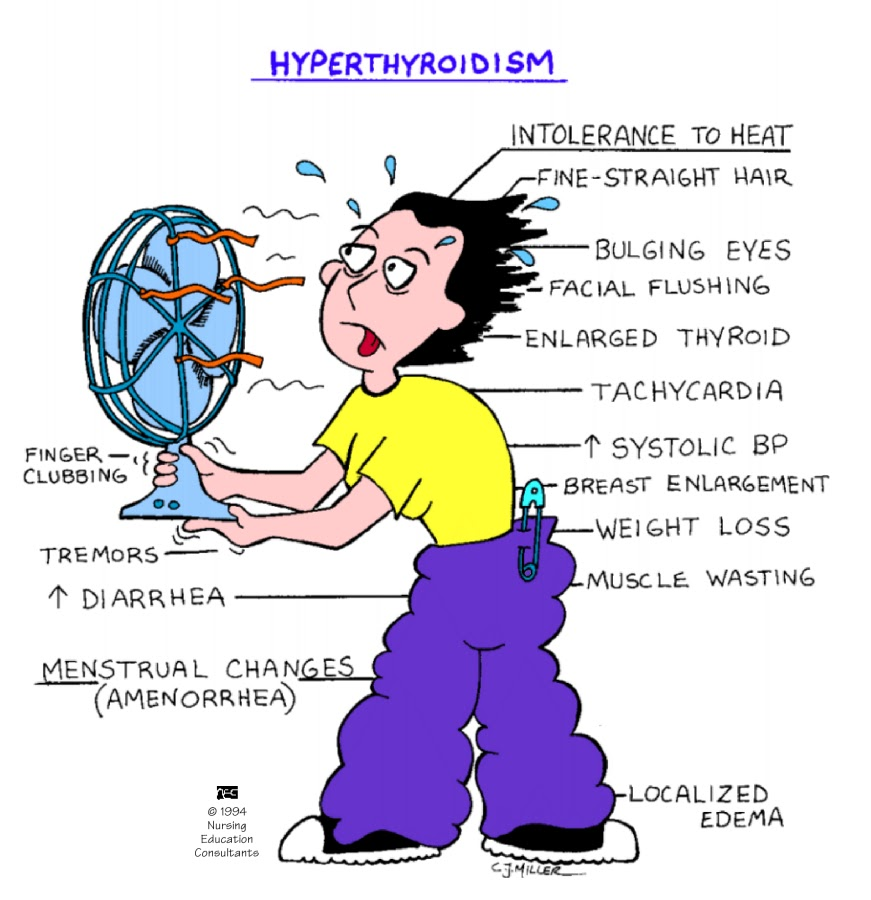 HYPERTHYROIDISM
INTOLERANCE TO HEAT
FINE-STRAIGHT HAIR
BULGING EYES
FACIAL FLUSHING
ENLARGED THYROID
TACHYCARDIA
↑ SYSTOLIC BP
BREAST ENLARGEMENT
WEIGHT LOSS
MUSCLE WASTING
LOCALIZED
EDEMA
FINGER
CLUBBING
TREMORS
↑ DIARRHEA
MENSTRUAL CHANGES
(AMENORRHEA)
NEC
© 1994
Nursing
Education
Consultants
C.J. MILLER